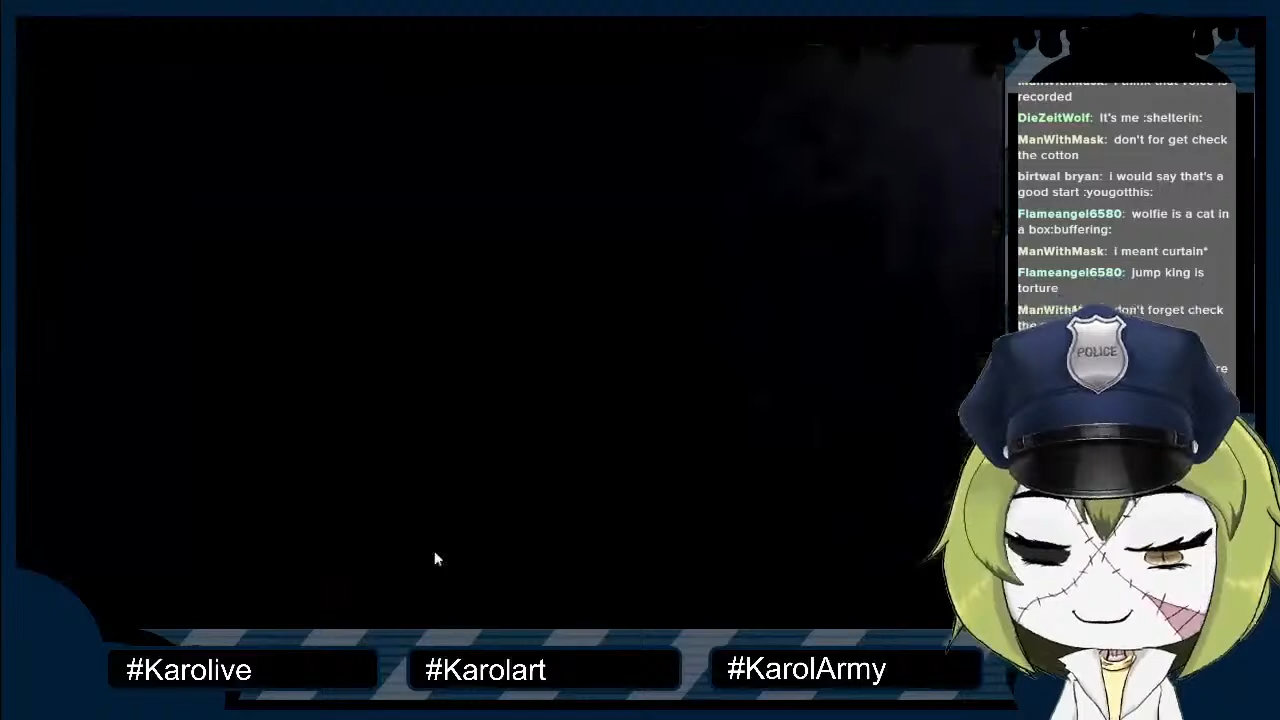 recorded
DieZeitWolf: It's me :shelterin:
ManWithMask: don't for get check
the cotton
birtwal bryan: i would say that's a
good start :yougotthis:
Flameangel6580: wolfie is a cat in
a box:buffering:
ManWithMask: i meant curtain*
Flameangel6580: jump king is
torture
don't forget check
POLICE
#Karolive
#Karolart
#KarolArmy